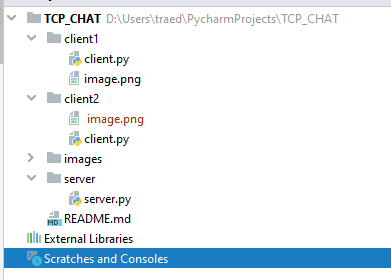 TCP_CHAT D:\Users\traed\PycharmProjects\TCP_CHAT
client1
client.py
image.png
client2
image.png
client.py
images
server
server.py
MD README.md
External Libraries
Scratches and Consoles